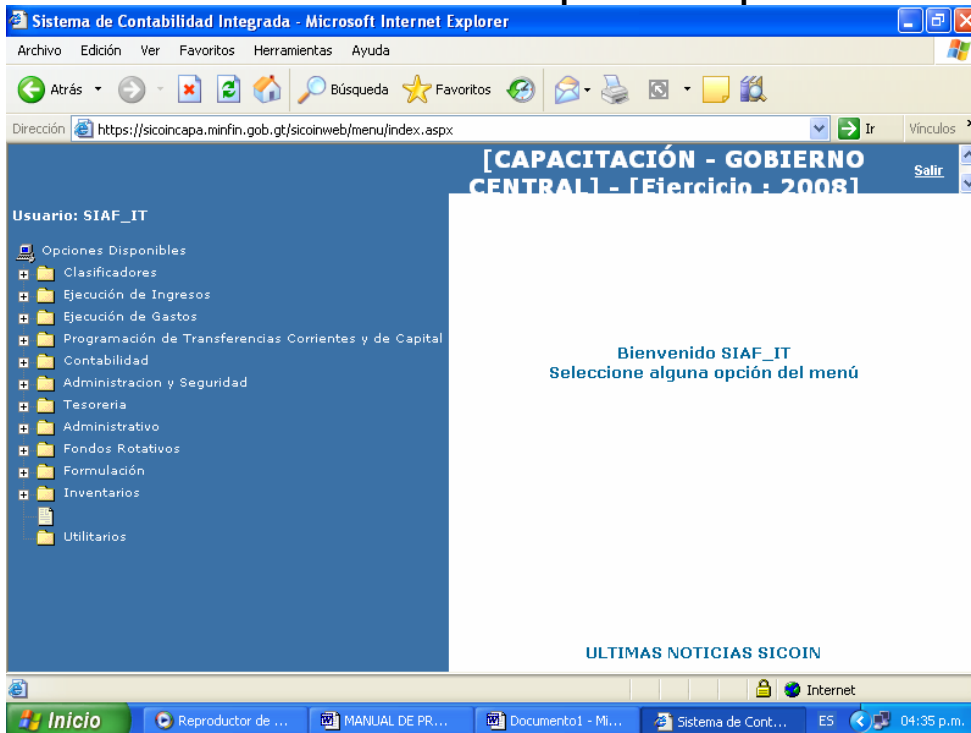 Sistema de Contabilidad Integrada - Microsoft Internet Explorer
Archivo Edición Ver Favoritos Herramientas Ayuda
Atrás Búsqueda Favoritos
Dirección https://sicoincapa.minfin.gob.gt/sicoinweb/menu/index.aspx Ir Vínculos
[CAPACITACIÓN - GOBIERNO
CENTRAL] - [Ejercicio : 2008]
Salir
Usuario: SIAF_IT
Opciones Disponibles
Clasificadores
Ejecución de Ingresos
Ejecución de Gastos
Programación de Transferencias Corrientes y de Capital
Contabilidad
Administracion y Seguridad
Tesoreria
Administrativo
Fondos Rotativos
Formulación
Inventarios
Utilitarios
Bienvenido SIAF_IT
Seleccione alguna opción del menú
ULTIMAS NOTICIAS SICOIN
Internet
Inicio Reproductor de ... MANUAL DE PR... Documento1 - Mi... Sistema de Cont... ES 04:35 p.m.